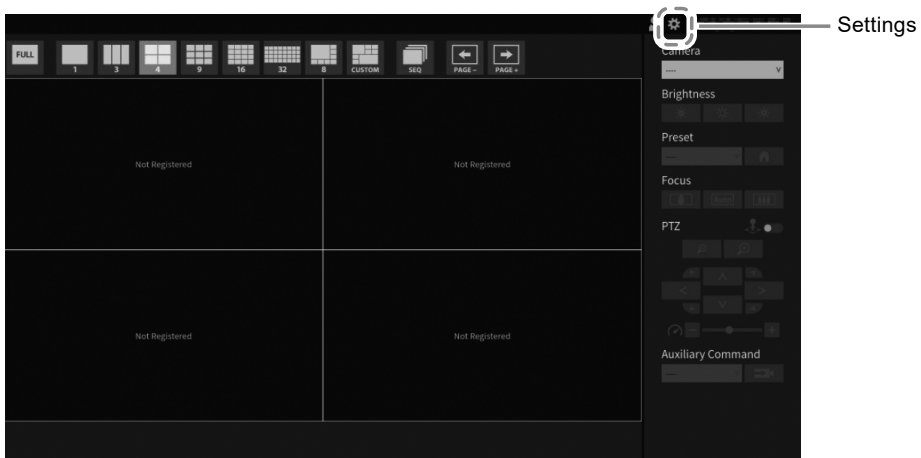 Settings
FULL
1
3
4
9
16
32
8
CUSTOM
SEQ
PAGE −
PAGE +
Camera
----
Not Registered
Not Registered
Not Registered
Not Registered
Brightness
Preset
---
Focus
Auto
PTZ
Auxiliary Command
---